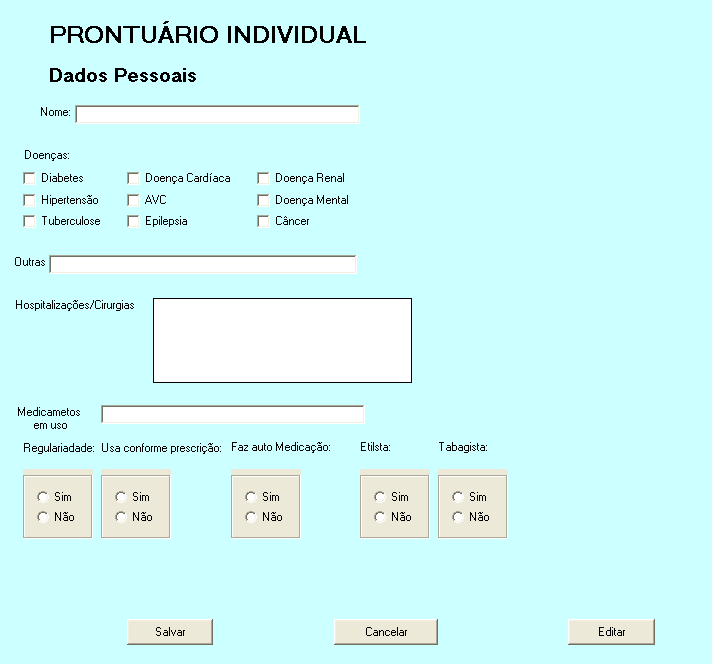 PRONTUÁRIO INDIVIDUAL
Dados Pessoais
Nome:
Doenças:
Diabetes Doença Cardíaca Doença Renal
Hipertensão AVC Doença Mental
Tuberculose Epilepsia Câncer
Outras
Hospitalizações/Cirurgias
Medicametos
em uso
Regulariadade: Usa conforme prescrição: Faz auto Medicação: Etilsta: Tabagista:
Sim Sim Sim Sim Sim
Não Não Não Não Não
Salvar Cancelar Editar